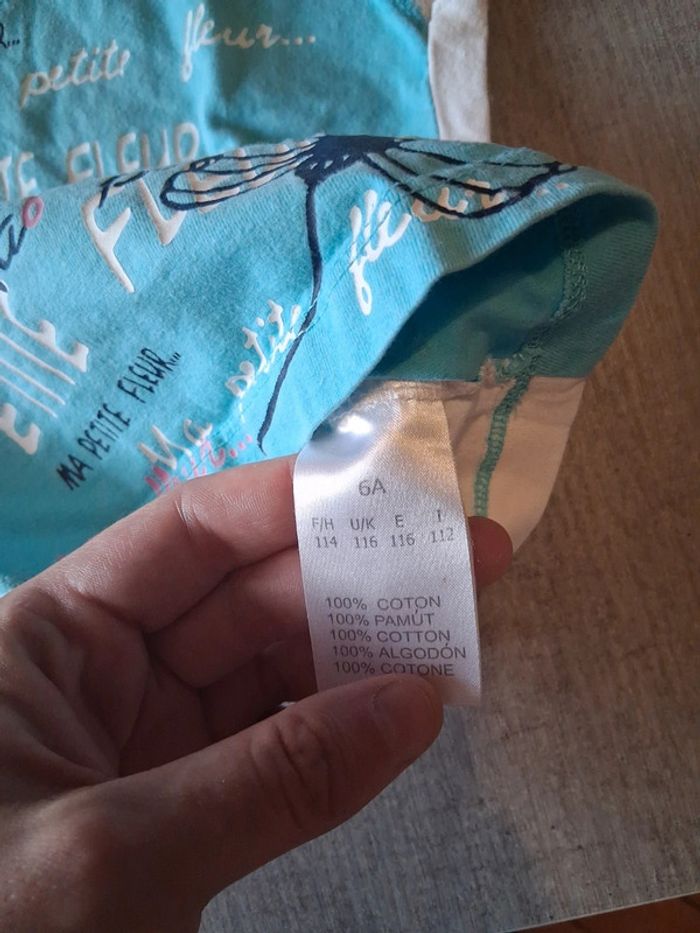 petite fleur...
FLEUR
fleur
Ma petite
MA PETITE FLEUR...
6A
F/H U/K E I
114 116 116 112
100% COTON
100% PAMUT
100% COTTON
100% ALGODÓN
100% COTONE